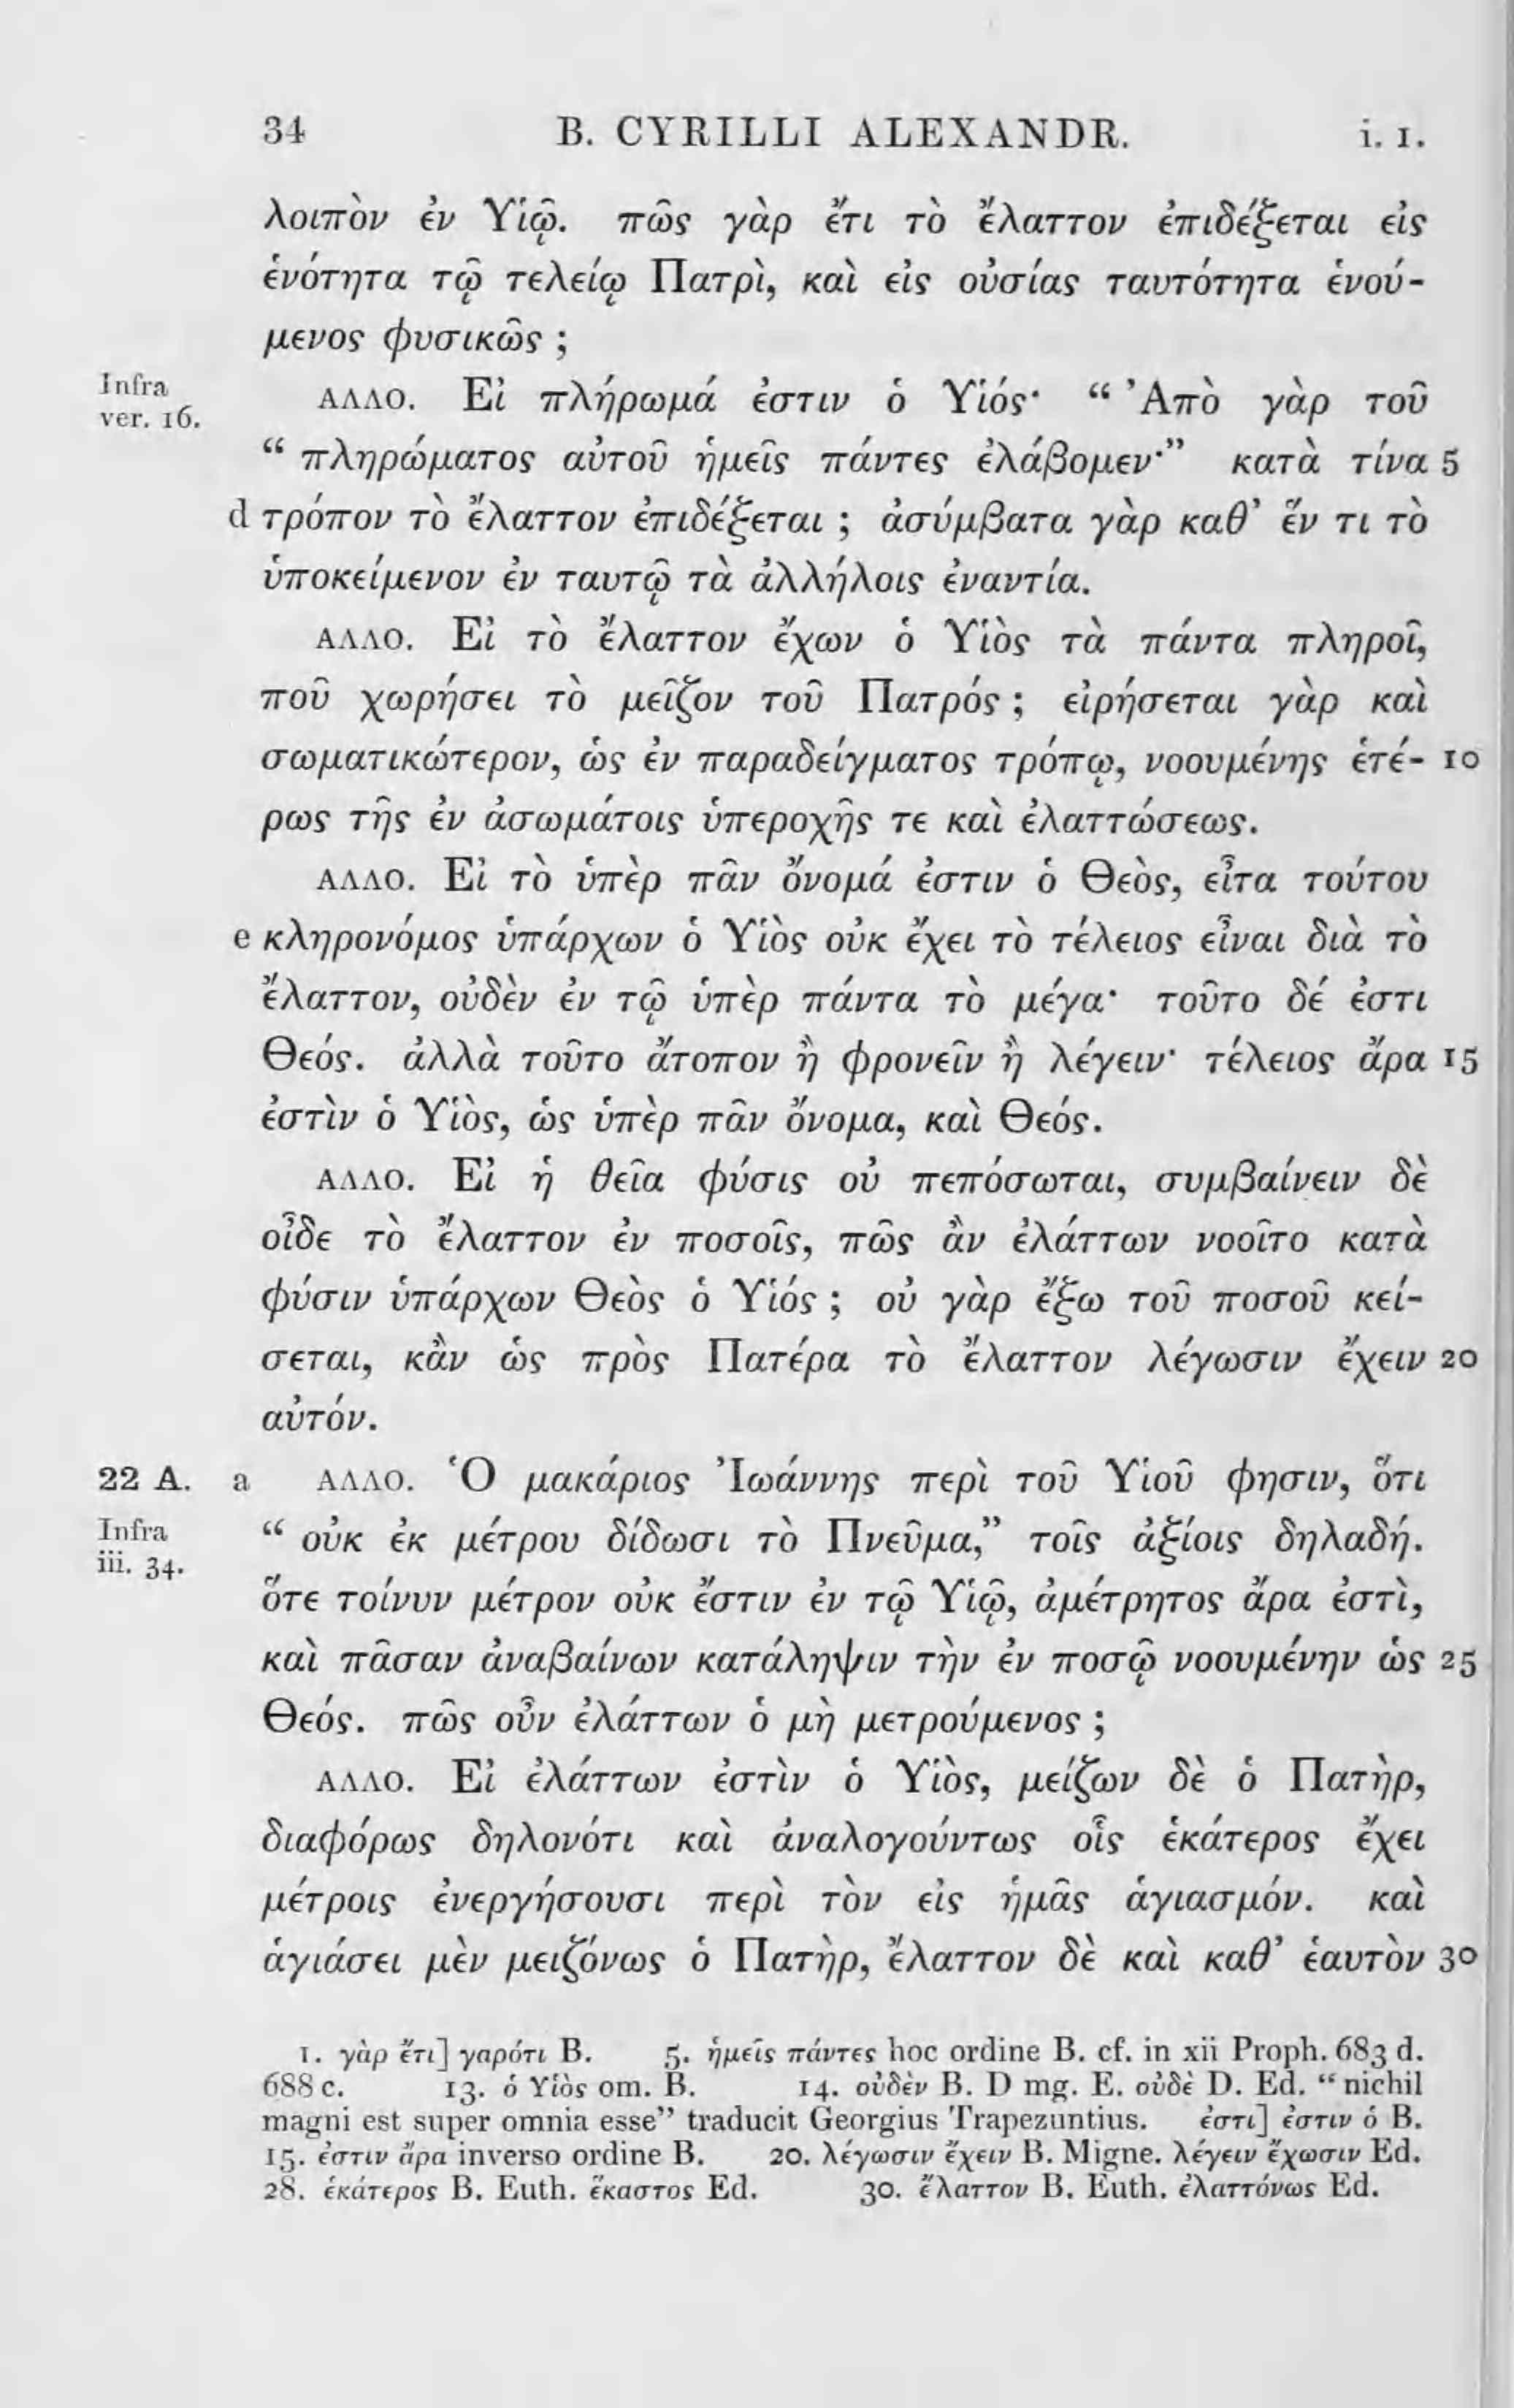 34 B. CYRILLI ALEXANDR. i. 1.
λοιπὸν ἐν Υἱῷ. πῶς γὰρ ἔτι τὸ ἔλαττον ἐπιδέξεται εἰς
ἑνότητα τῷ τελείῳ Πατρὶ, καὶ εἰς οὐσίας ταυτότητα ἑνού-
μενος φυσικῶς ;
Infra
ver. 16.
ΑΛΛΟ. Εἰ πλήρωμά ἐστιν ὁ Υἱός· “ Ἀπὸ γὰρ τοῦ
“ πληρώματος αὐτοῦ ἡμεῖς πάντες ἐλάβομεν·” κατὰ τίνα 5
d τρόπον τὸ ἔλαττον ἐπιδέξεται ; ἀσύμβατα γὰρ καθ’ ἕν τι τὸ
ὑποκείμενον ἐν ταυτῷ τὰ ἀλλήλοις ἐναντία.
ΑΛΛΟ. Εἰ τὸ ἔλαττον ἔχων ὁ Υἱὸς τὰ πάντα πληροῖ,
ποῦ χωρήσει τὸ μεῖζον τοῦ Πατρός ; εἰρήσεται γὰρ καὶ
σωματικώτερον, ὡς ἐν παραδείγματος τρόπῳ, νοουμένης ἑτέ- 10
ρως τῆς ἐν ἀσωμάτοις ὑπεροχῆς τε καὶ ἐλαττώσεως.
ΑΛΛΟ. Εἰ τὸ ὑπὲρ πᾶν ὄνομά ἐστιν ὁ Θεὸς, εἶτα τούτου
e κληρονόμος ὑπάρχων ὁ Υἱὸς οὐκ ἔχει τὸ τέλειος εἶναι διὰ τὸ
ἔλαττον, οὐδὲν ἐν τῷ ὑπὲρ πάντα τὸ μέγα· τοῦτο δέ ἐστι
Θεός. ἀλλὰ τοῦτο ἄτοπον ἢ φρονεῖν ἢ λέγειν· τέλειος ἄρα 15
ἐστὶν ὁ Υἱὸς, ὡς ὑπὲρ πᾶν ὄνομα, καὶ Θεός.
ΑΛΛΟ. Εἰ ἡ θεῖα φύσις οὐ πεπόσωται, συμβαίνειν δὲ
οἶδε τὸ ἔλαττον ἐν ποσοῖς, πῶς ἂν ἐλάττων νοοῖτο κατὰ
φύσιν ὑπάρχων Θεὸς ὁ Υἱός ; οὐ γὰρ ἔξω τοῦ ποσοῦ κεί-
σεται, κἂν ὡς πρὸς Πατέρα τὸ ἔλαττον λέγωσιν ἔχειν 20
αὐτόν.
22 A. a ΑΛΛΟ. Ὁ μακάριος Ἰωάννης περὶ τοῦ Υἱοῦ φησιν, ὅτι
Infra
iii. 34.
“ οὐκ ἐκ μέτρου δίδωσι τὸ Πνεῦμα,” τοῖς ἀξίοις δηλαδή.
ὅτε τοίνυν μέτρον οὐκ ἔστιν ἐν τῷ Υἱῷ, ἀμέτρητος ἄρα ἐστὶ,
καὶ πᾶσαν ἀναβαίνων κατάληψιν τὴν ἐν ποσῷ νοουμένην ὡς 25
Θεός. πῶς οὖν ἐλάττων ὁ μὴ μετρούμενος ;
ΑΛΛΟ. Εἰ ἐλάττων ἐστὶν ὁ Υἱὸς, μείζων δὲ ὁ Πατὴρ,
διαφόρως δηλονότι καὶ ἀναλογούντως οἷς ἑκάτερος ἔχει
μέτροις ἐνεργήσουσι περὶ τὸν εἰς ἡμᾶς ἁγιασμόν. καὶ
ἁγιάσει μὲν μειζόνως ὁ Πατὴρ, ἔλαττον δὲ καὶ καθ’ ἑαυτὸν 30
1. γὰρ ἔτι] γαρότι B. 5. ἡμεῖς πάντες hoc ordine B. cf. in xii Proph. 683 d.
688 c. 13. ὁ Υἱὸς om. B. 14. οὐδὲν B. D mg. E. οὐδὲ D. Ed. “ nichil
magni est super omnia esse” traducit Georgius Trapezuntius. ἐστι] ἐστιν ὁ B.
15. ἐστιν ἄρα inverso ordine B. 20. λέγωσιν ἔχειν B. Migne. λέγειν ἔχωσιν Ed.
28. ἑκάτερος B. Euth. ἕκαστος Ed. 30. ἔλαττον B. Euth. ἐλαττόνως Ed.